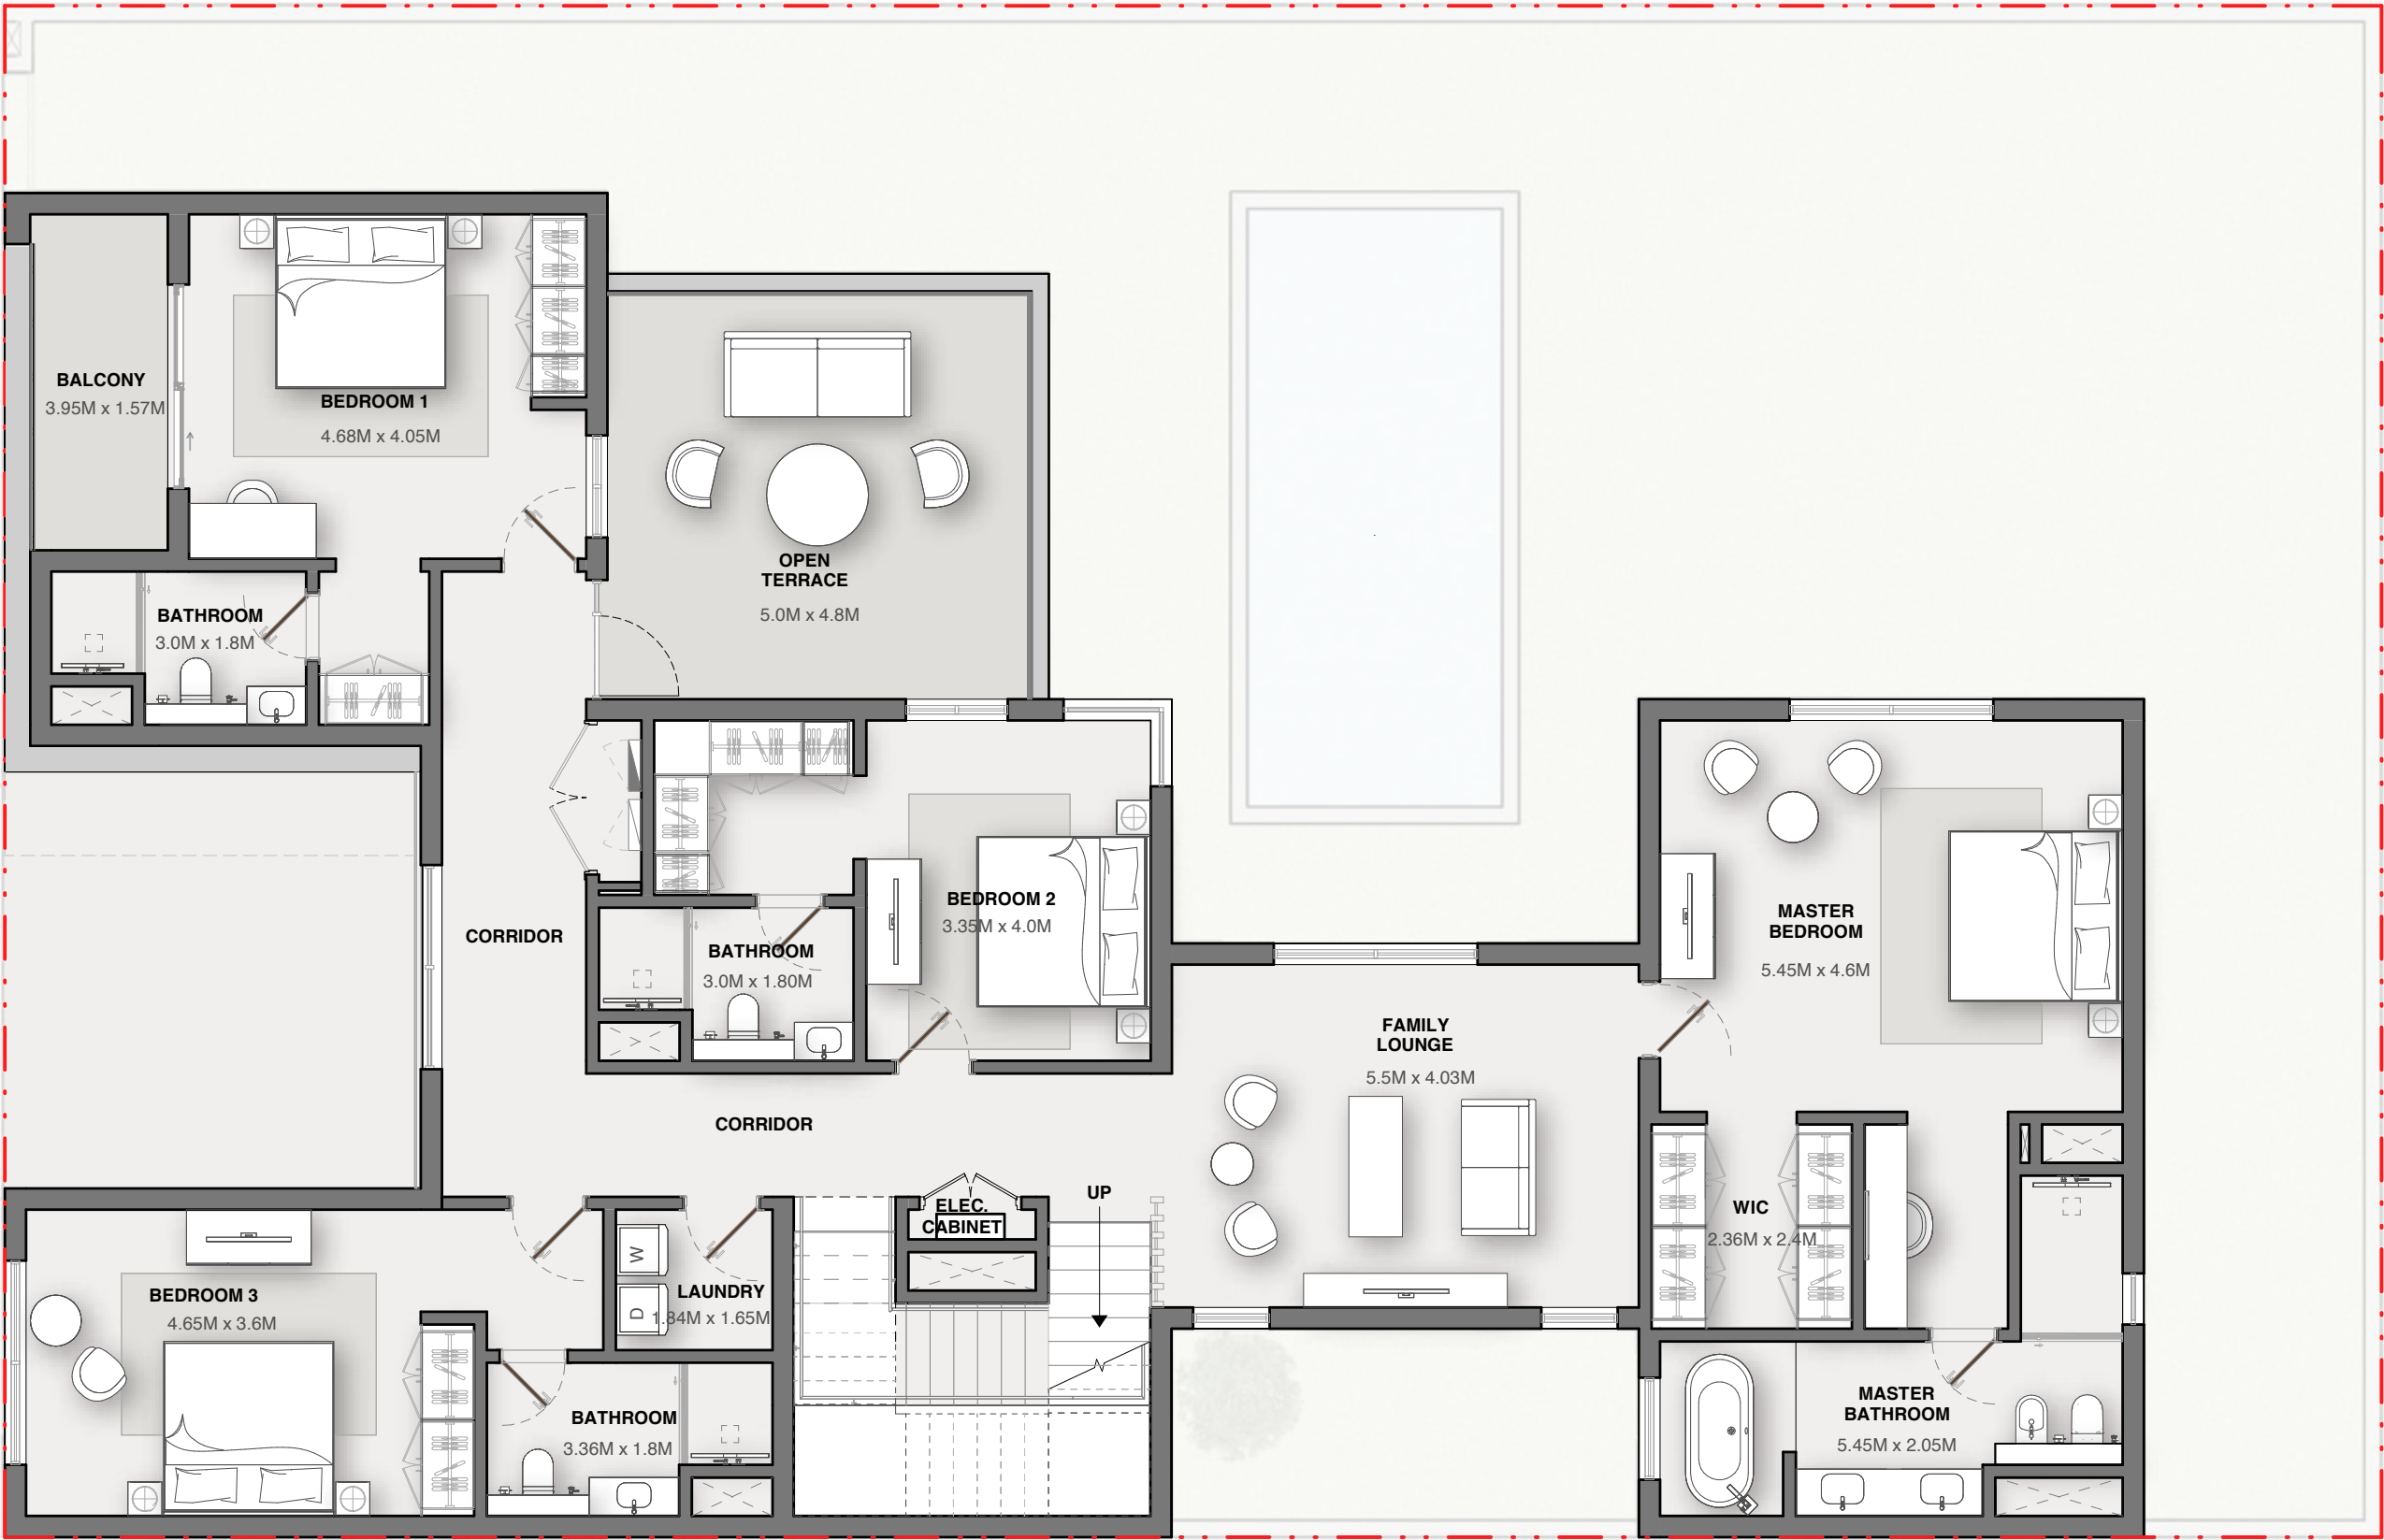 BALCONY
3.95M x 1.57M
BEDROOM 1
4.68M x 4.05M
OPEN
TERRACE
5.0M x 4.8M
BATHROOM
3.0M x 1.8M
CORRIDOR
BEDROOM 2
3.35M x 4.0M
BATHROOM
3.0M x 1.80M
MASTER
BEDROOM
5.45M x 4.6M
FAMILY
LOUNGE
5.5M x 4.03M
CORRIDOR
ELEC.
CABINET
UP
WIC
2.36M x 2.4M
W
D
LAUNDRY
1.84M x 1.65M
BEDROOM 3
4.65M x 3.6M
BATHROOM
3.36M x 1.8M
MASTER
BATHROOM
5.45M x 2.05M